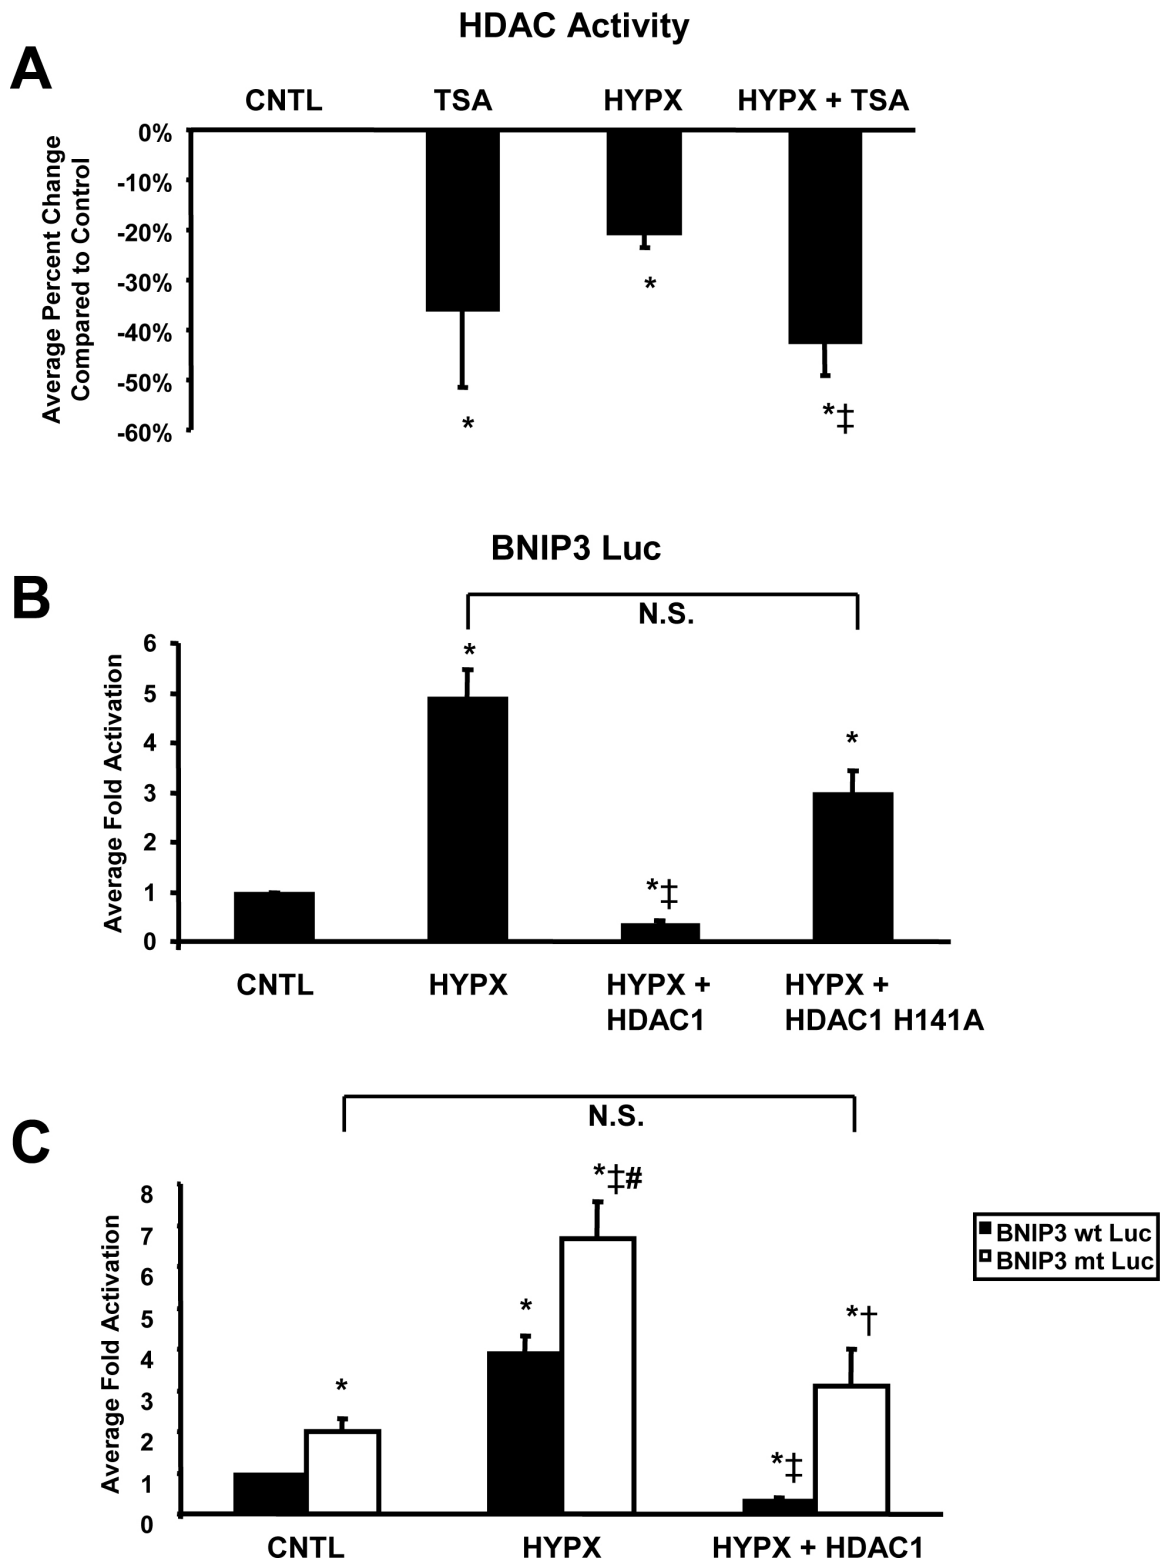 HDAC Activity
A
CNTL TSA HYPX HYPX + TSA
Average Percent Change
Compared to Control
0%
-10%
-20%
-30%
-40%
-50%
-60%
*
*
*‡
BNIP3 Luc
B
N.S.
Average Fold Activation
6
5
4
3
2
1
0
*
*‡
*
CNTL
HYPX
HYPX +
HDAC1
HYPX +
HDAC1 H141A
N.S.
C
Average Fold Activation
8
7
6
5
4
3
2
1
0
*
*
*‡#
*‡
*†
BNIP3 wt Luc
BNIP3 mt Luc
CNTL HYPX HYPX + HDAC1